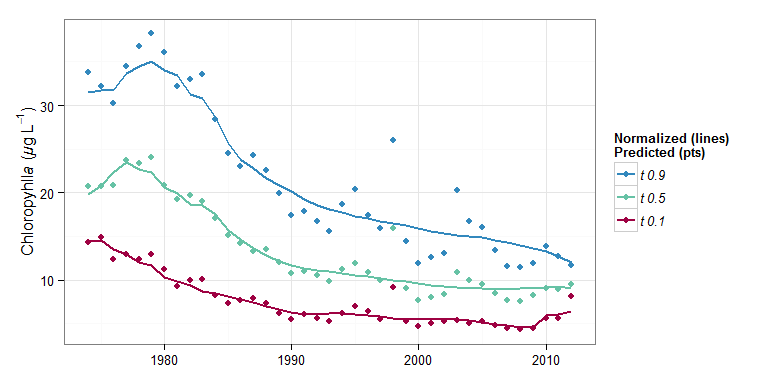 Chloropyhlla (μg L⁻¹)
30
20
10
1980
1990
2000
2010
Normalized (lines)
Predicted (pts)
t 0.9
t 0.5
t 0.1